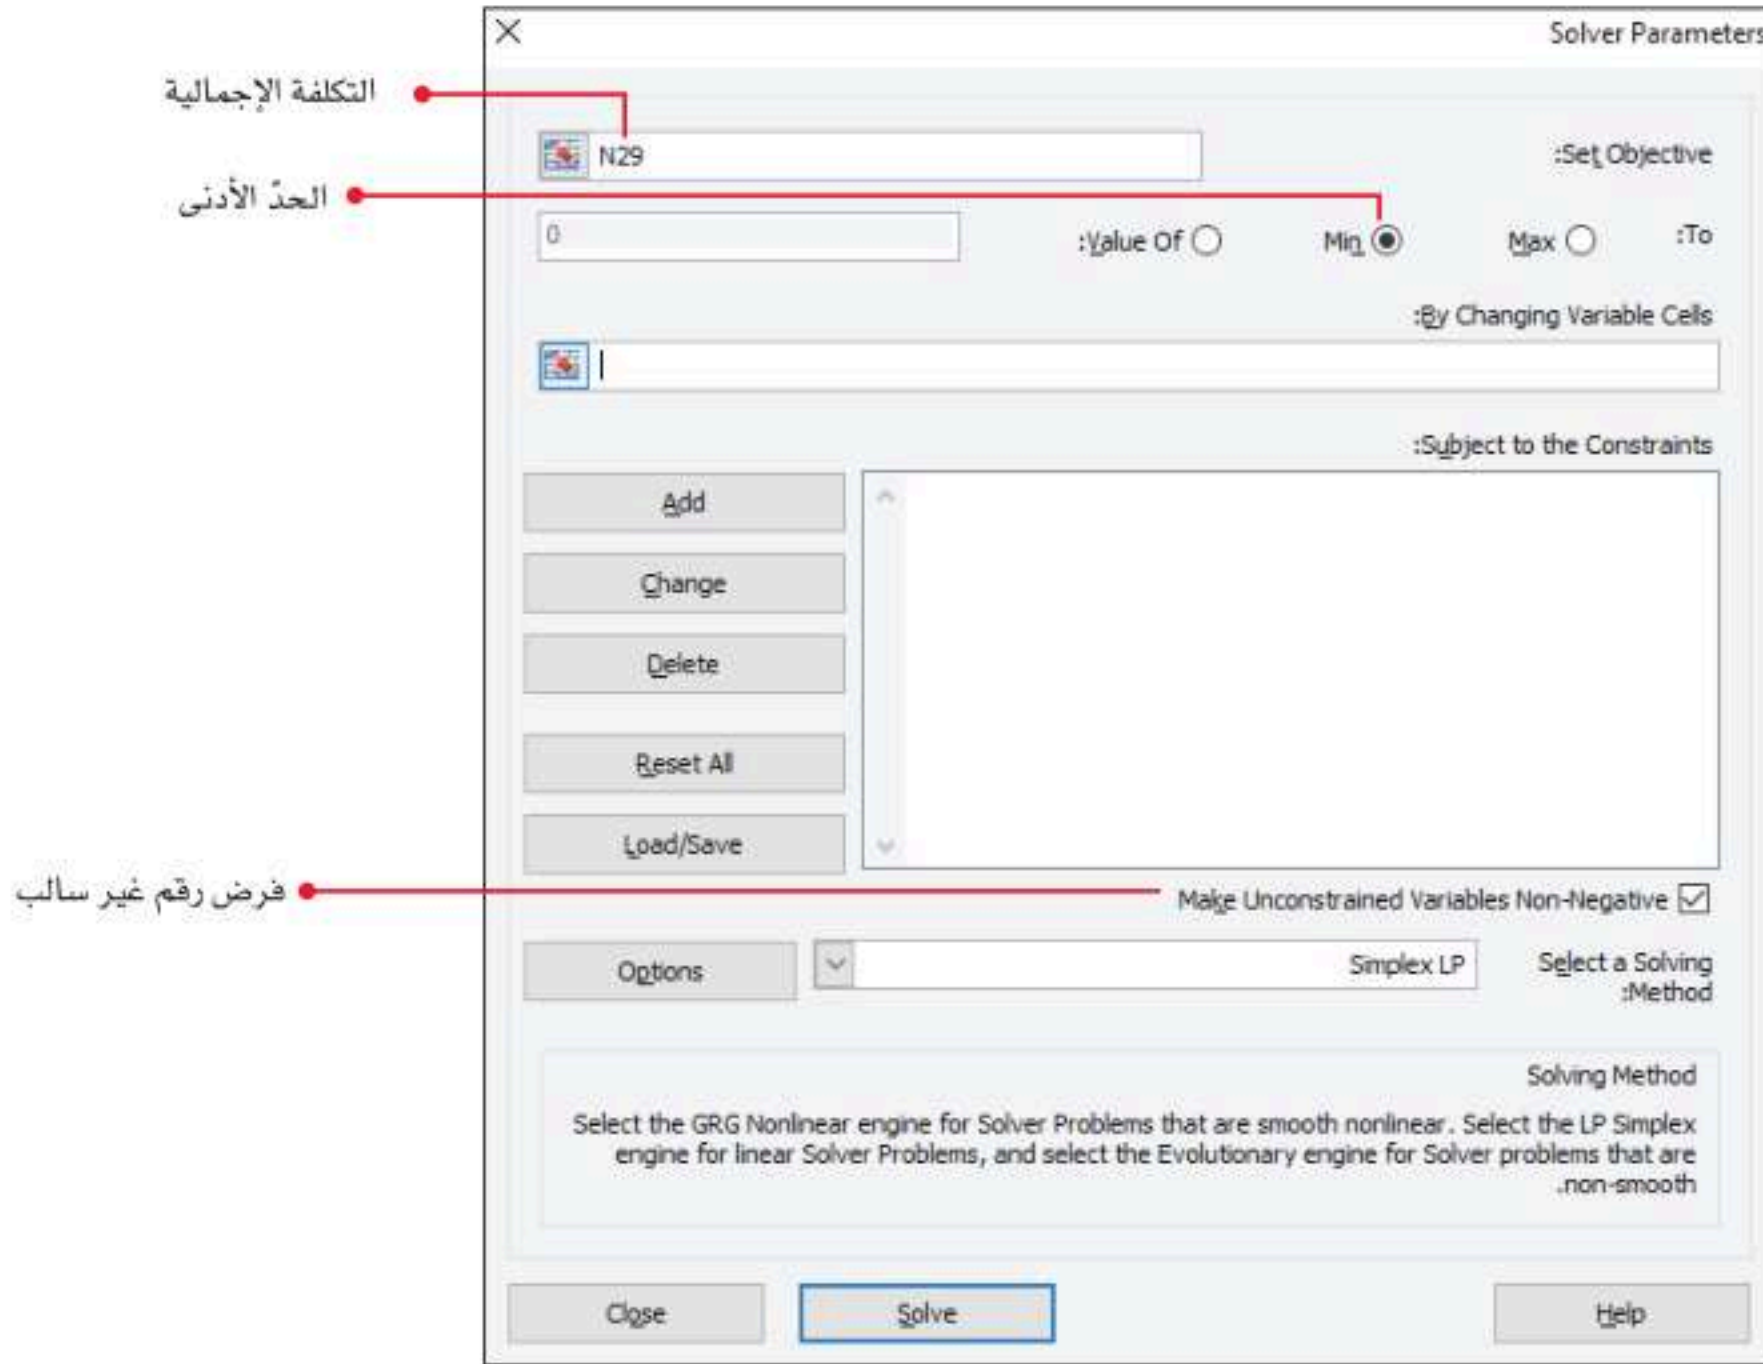 Solver Parameters
التكلفة الإجمالية
:Set Objective
N29
الحدّ الأدنى
:To
Max
Min
:Value Of
0
:By Changing Variable Cells
:Subject to the Constraints
Add
Change
Delete
Reset All
Load/Save
فرض رقم غير سالب
Make Unconstrained Variables Non-Negative
Select a Solving
:Method
Simplex LP
Options
Solving Method
Select the GRG Nonlinear engine for Solver Problems that are smooth nonlinear. Select the LP Simplex
engine for linear Solver Problems, and select the Evolutionary engine for Solver problems that are
.non-smooth
Help
Solve
Close